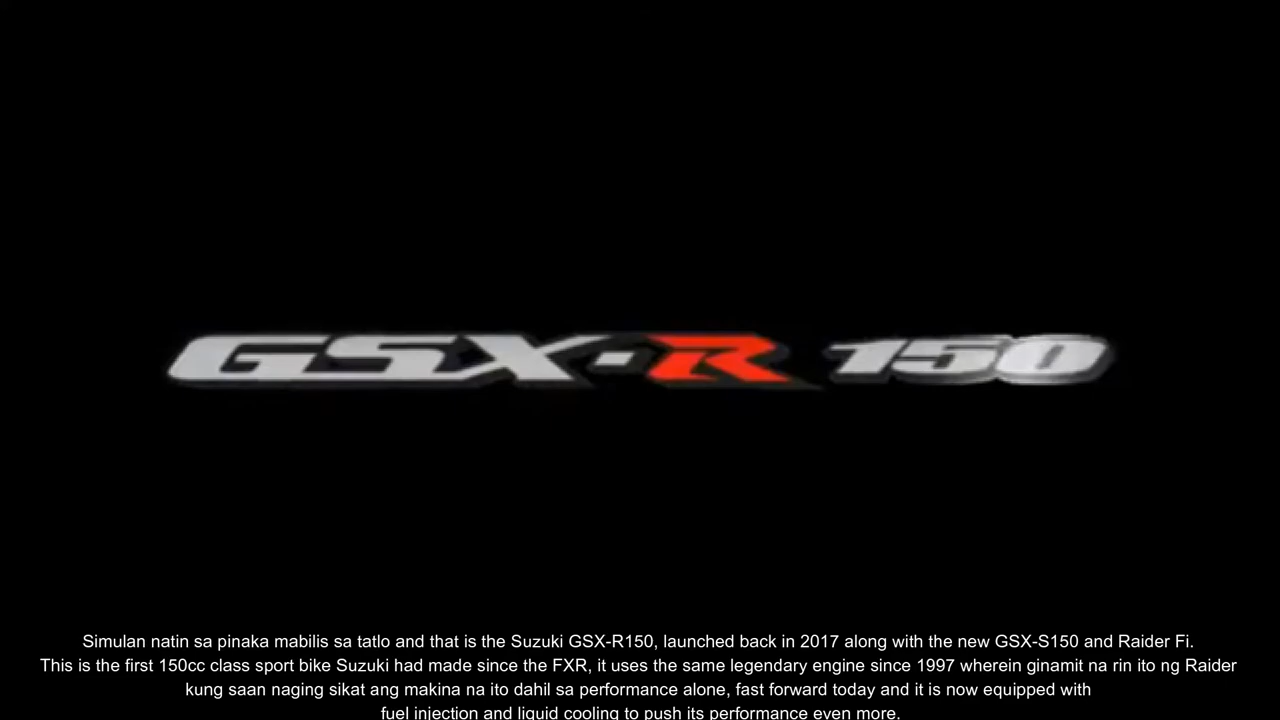 GSX-R 150
Simulan natin sa pinaka mabilis sa tatlo and that is the Suzuki GSX-R150, launched back in 2017 along with the new GSX-S150 and Raider Fi.
This is the first 150cc class sport bike Suzuki had made since the FXR, it uses the same legendary engine since 1997 wherein ginamit na rin ito ng Raider
kung saan naging sikat ang makina na ito dahil sa performance alone, fast forward today and it is now equipped with
fuel injection and liquid cooling to push its performance even more.